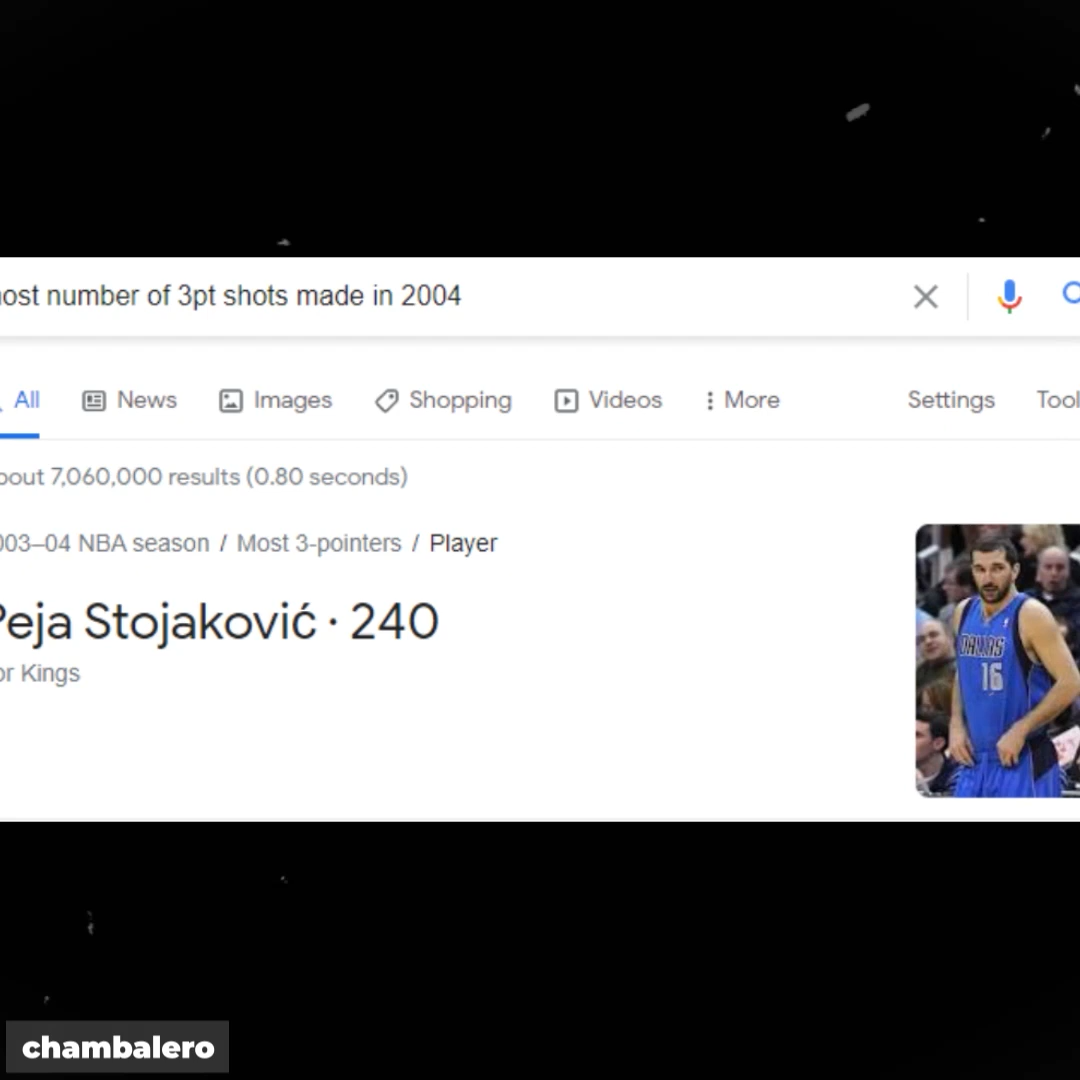 ost number of 3pt shots made in 2004
All News Images Shopping Videos More Settings Tool
bout 7,060,000 results (0.80 seconds)
003–04 NBA season / Most 3-pointers / Player
Peja Stojaković · 240
or Kings
DALLAS
16
chambalero